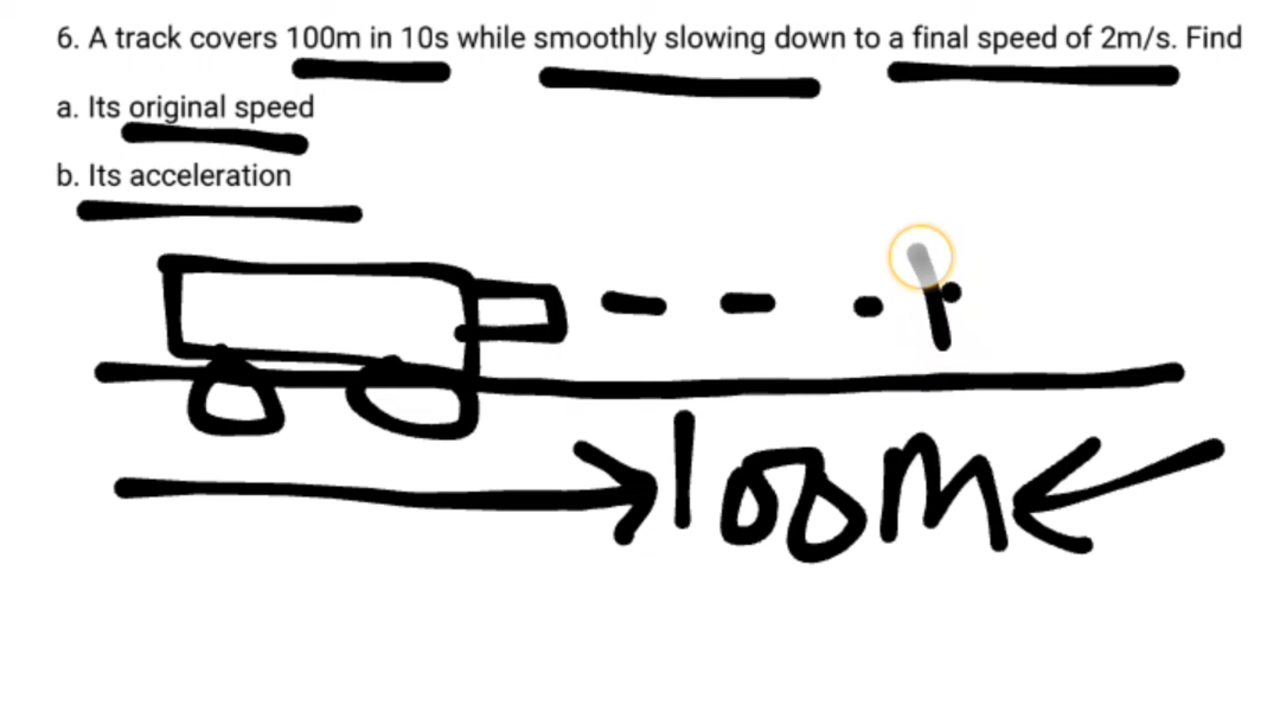 6. A track covers 100m in 10s while smoothly slowing down to a final speed of 2m/s. Find
a. Its original speed
b. Its acceleration
100m